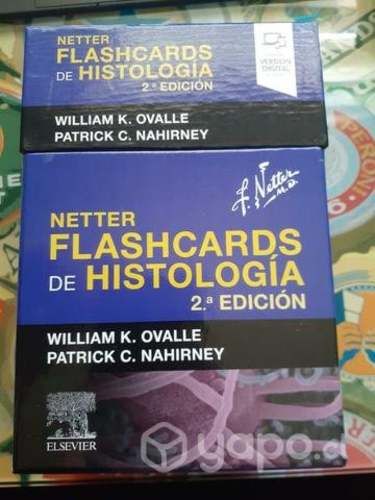 NETTER
FLASHCARDS
DE HISTOLOGÍA
2.ª EDICIÓN
WILLIAM K. OVALLE
PATRICK C. NAHIRNEY
VERSIÓN
DIGITAL
F. Netter
M.D.
NETTER
FLASHCARDS
DE HISTOLOGÍA
2.ª EDICIÓN
WILLIAM K. OVALLE
PATRICK C. NAHIRNEY
ELSEVIER
yapo.cl